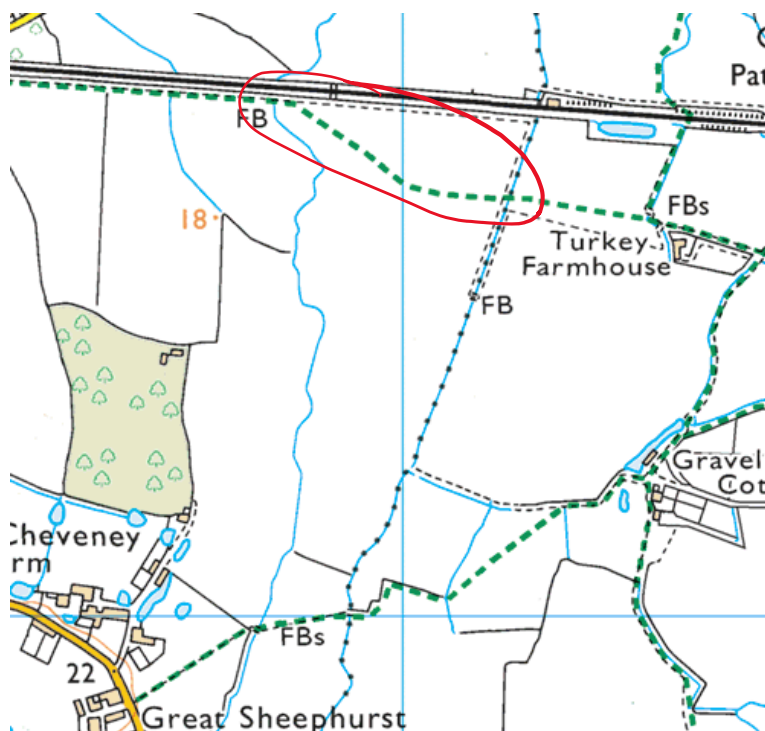 Pat
FB
18
FBs
Turkey
Farmhouse
FB
Gravel
Cot
Cheveney
rm
FBs
22
Great Sheephurst